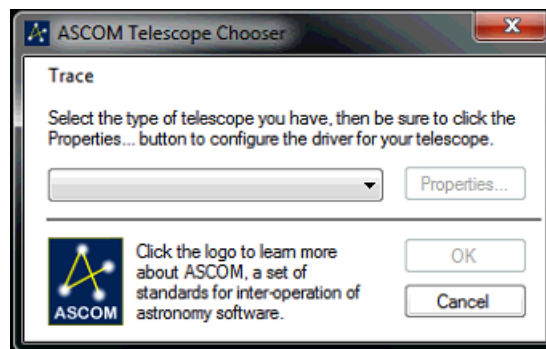 ASCOM Telescope Chooser
Trace
Select the type of telescope you have, then be sure to click the
Properties... button to configure the driver for your telescope.
Properties...
Click the logo to learn more
about ASCOM, a set of
standards for inter-operation of
astronomy software.
ASCOM
OK
Cancel